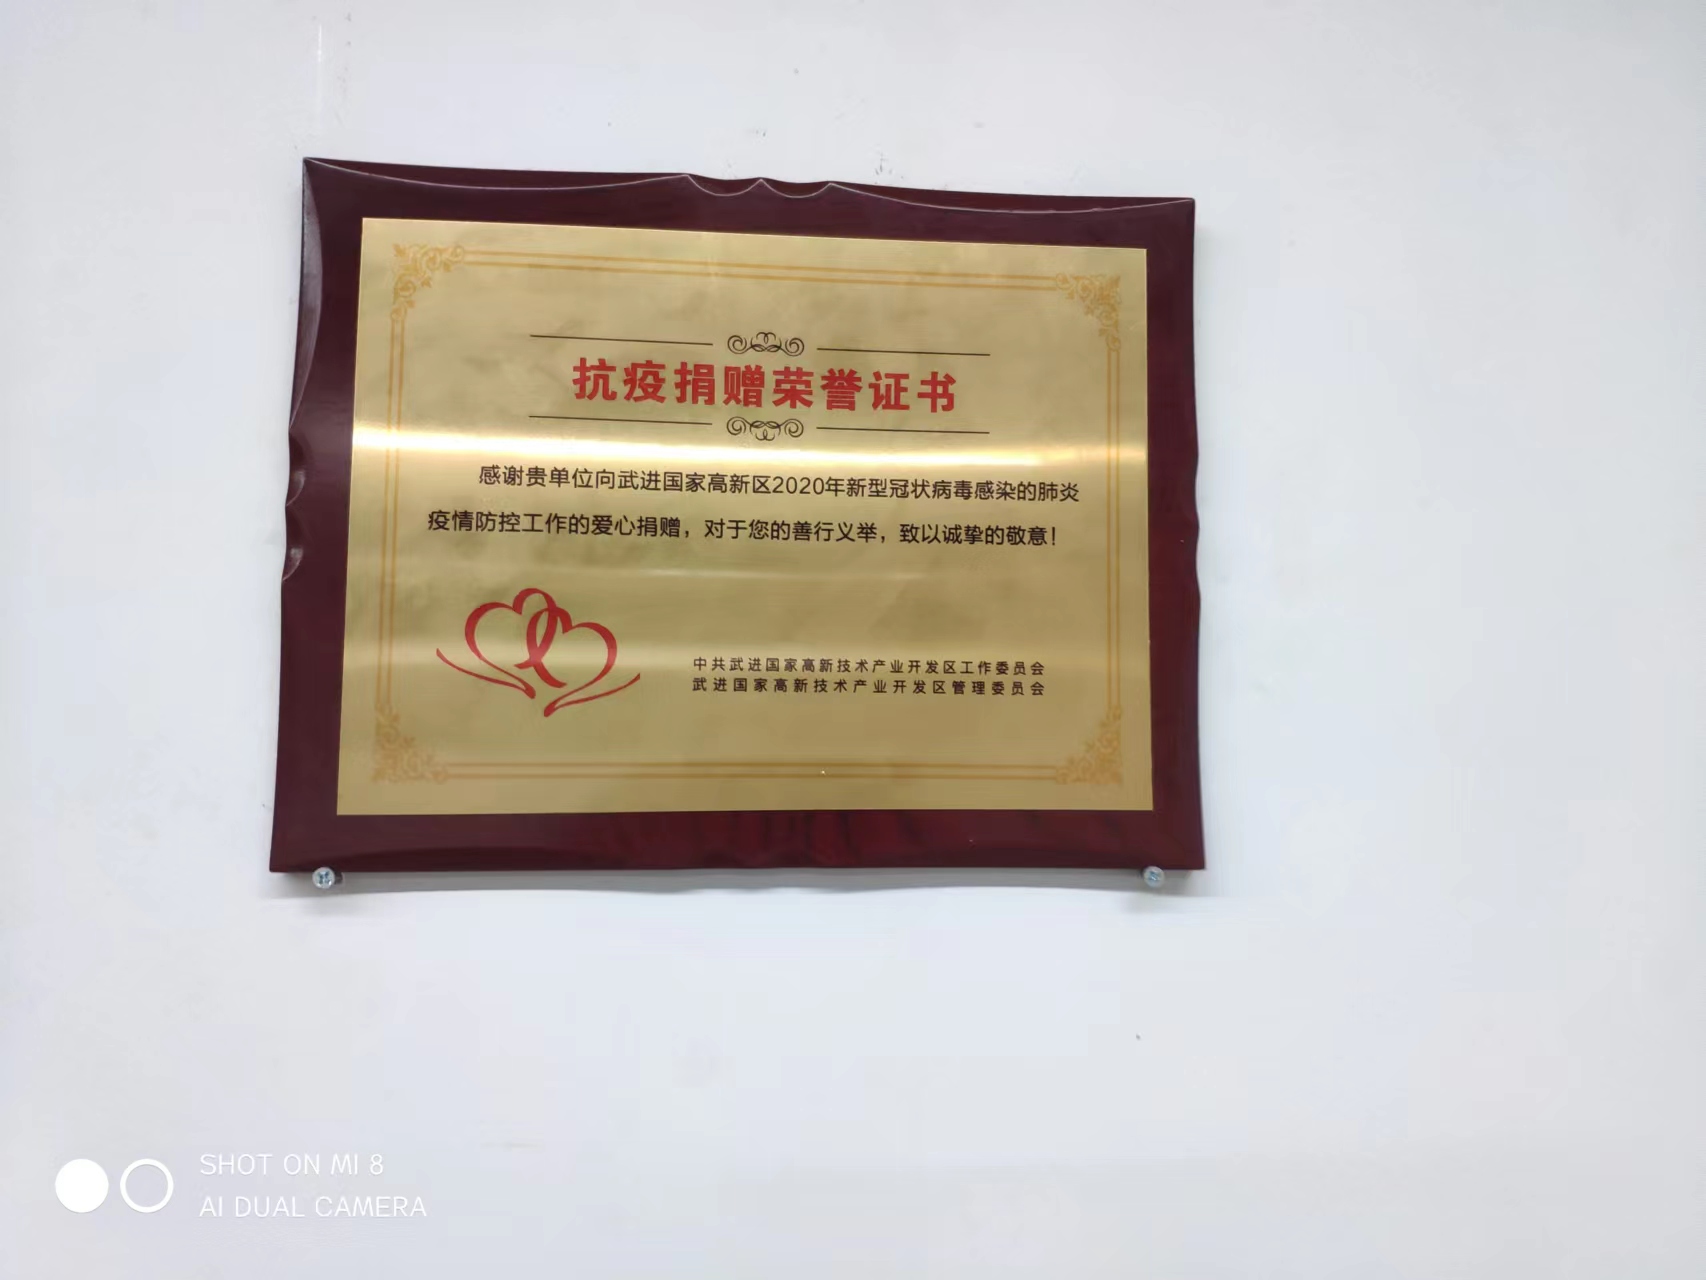 抗疫捐赠荣誉证书
感谢贵单位向武进国家高新区2020年新型冠状病毒感染的肺炎
疫情防控工作的爱心捐赠，对于您的善行义举，致以诚挚的敬意！
中共武进国家高新技术产业开发区工作委员会
武进国家高新技术产业开发区管理委员会
SHOT ON MI 8
AI DUAL CAMERA